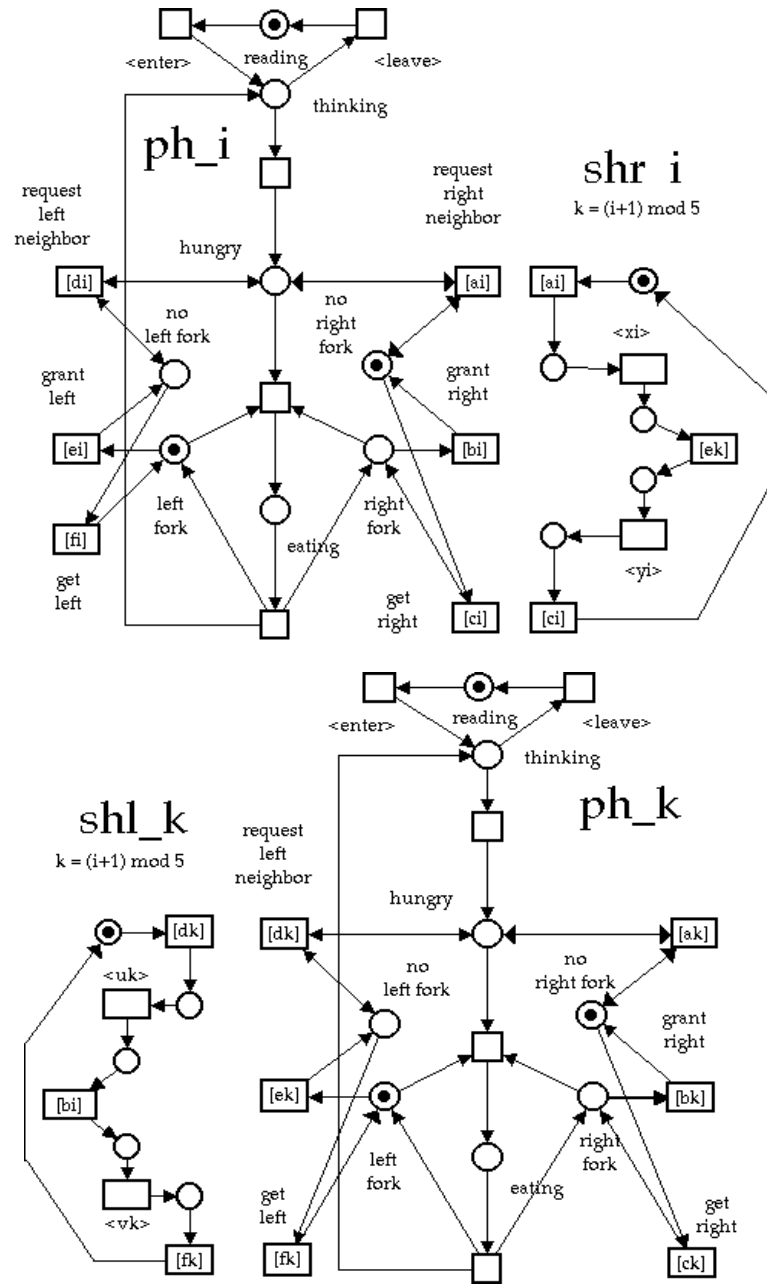 reading
<enter>
<leave>
thinking
ph_i
request
left
neighbor
request
right
neighbor
shr_i
k = (i+1) mod 5
hungry
[di]
[ai]
[ai]
no
left fork
no
right
fork
<xi>
grant
left
grant
right
[ei]
[bi]
[ek]
left
fork
right
fork
[fi]
eating
<yi>
get
left
get
right
[ci]
[ci]
reading
<enter>
<leave>
thinking
shl_k
k = (i+1) mod 5
ph_k
request
left
neighbor
hungry
[dk]
[dk]
[ak]
<uk>
no
left fork
no
right fork
grant
right
[bi]
[ek]
[bk]
left
fork
right
fork
<vk>
get
left
eating
get
right
[fk]
[fk]
[ck]